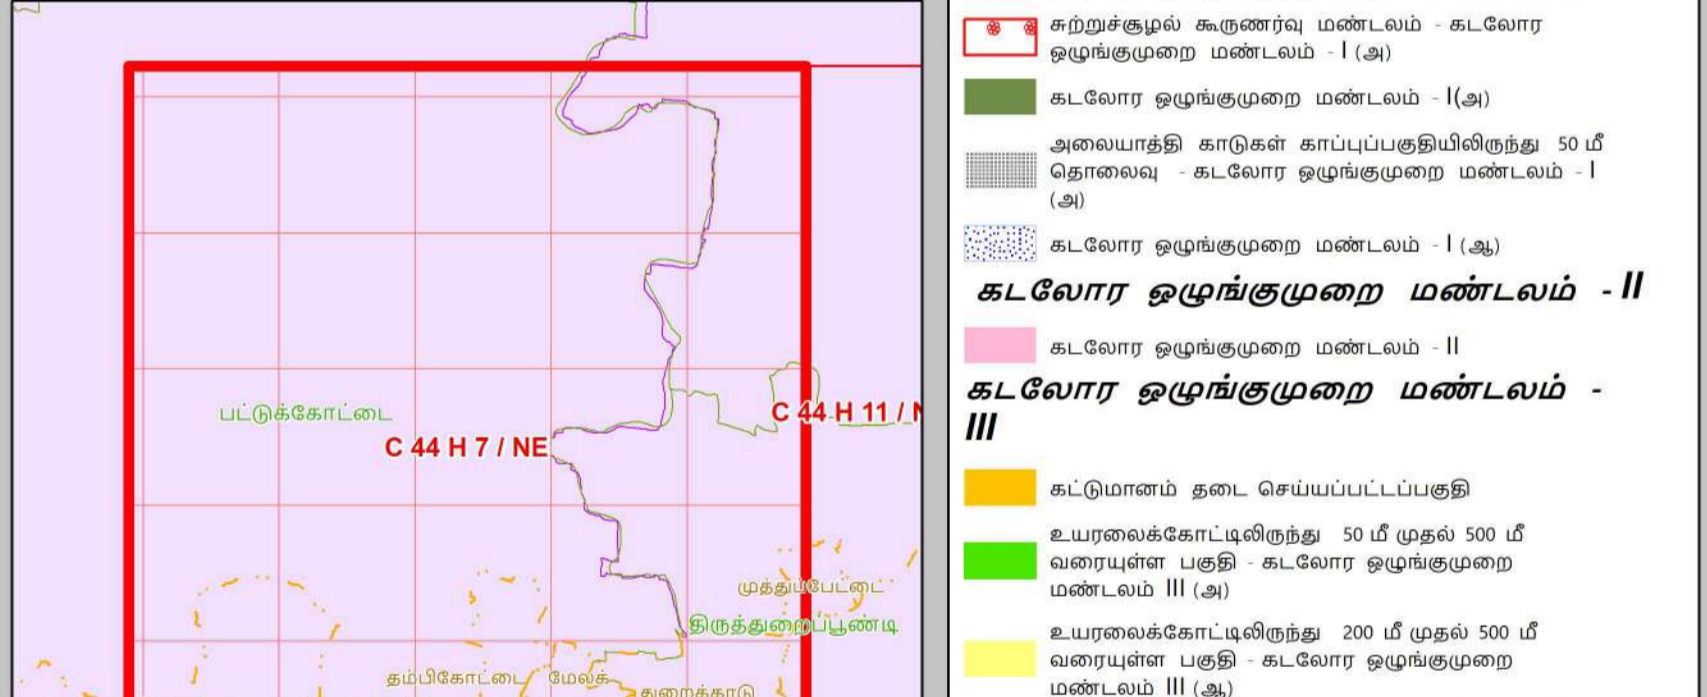 பட்டுக்கோட்டை
C 44 H 11 / N
C 44 H 7 / NE
முத்துப்பேட்டை
திருத்துறைப்பூண்டி
தம்பிகோட்டை மேலக்
துறைக்காடு
சுற்றுச்சூழல் கூருணர்வு மண்டலம் - கடலோர
ஒழுங்குமுறை மண்டலம் - I (அ)
கடலோர ஒழுங்குமுறை மண்டலம் - I(அ)
அலையாத்தி காடுகள் காப்புப்பகுதியிலிருந்து 50 மீ
தொலைவு - கடலோர ஒழுங்குமுறை மண்டலம் - I
(அ)
கடலோர ஒழுங்குமுறை மண்டலம் - I (ஆ)
கடலோர ஒழுங்குமுறை மண்டலம் - II
கடலோர ஒழுங்குமுறை மண்டலம் - II
கடலோர ஒழுங்குமுறை மண்டலம் -
III
கட்டுமானம் தடை செய்யப்பட்டப்பகுதி
உயரலைக்கோட்டிலிருந்து 50 மீ முதல் 500 மீ
வரையுள்ள பகுதி - கடலோர ஒழுங்குமுறை
மண்டலம் III (அ)
உயரலைக்கோட்டிலிருந்து 200 மீ முதல் 500 மீ
வரையுள்ள பகுதி - கடலோர ஒழுங்குமுறை
மண்டலம் III (ஆ)